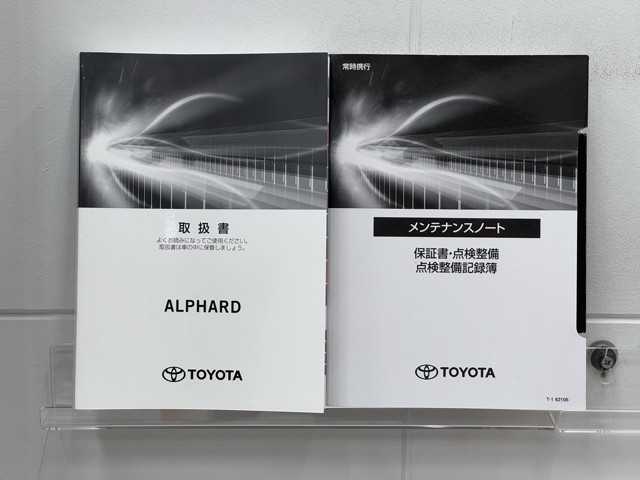 取扱書
よくお読みになってご使用ください。
取扱書は車の中に保管しましょう。
ALPHARD
TOYOTA
常時携行
メンテナンスノート
保証書・点検整備
点検整備記録簿
TOYOTA
T-1 62106